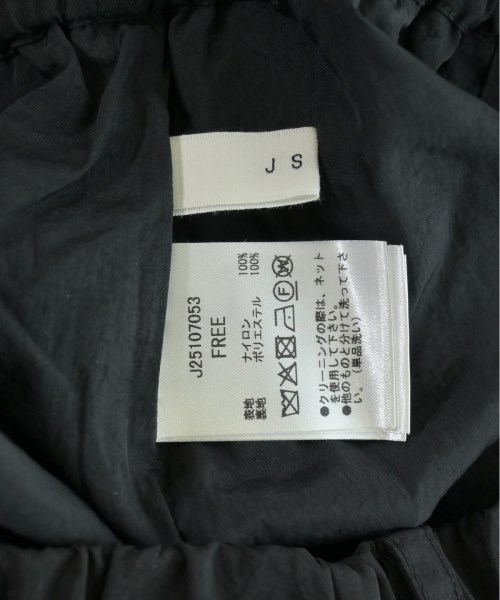 J S
J25107053
FREE
表地 ナイロン 100%
裏地 ポリエステル 100%
●クリーニングの際は、ネット
を使用して下さい。
●他のものと分けて洗って下さ
い。(単品洗い)